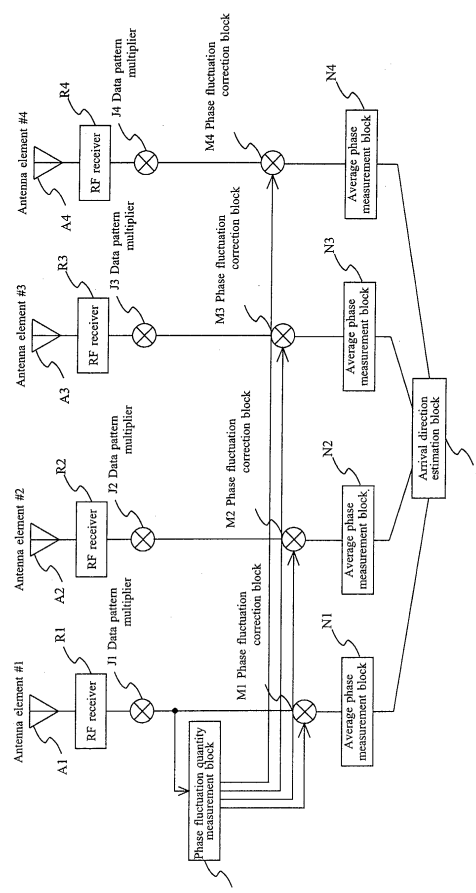 Antenna element #1
Antenna element #2
Antenna element #3
Antenna element #4
A1
RF receiver
R1
A2
RF receiver
R2
A3
RF receiver
R3
A4
RF receiver
R4
J1 Data pattern
multiplier
J2 Data pattern
multiplier
J3 Data pattern
multiplier
J4 Data pattern
multiplier
Phase fluctuation quantity
measurement block
M1 Phase fluctuation
correction block
M2 Phase fluctuation
correction block
M3 Phase fluctuation
correction block
M4 Phase fluctuation
correction block
N1
Average phase
measurement block
N2
Average phase
measurement block
N3
Average phase
measurement block
N4
Average phase
measurement block
Arrival direction
estimation block